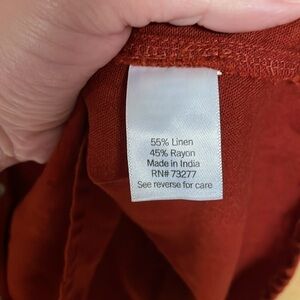 55% Linen
45% Rayon
Made in India
RN# 73277
See reverse for care